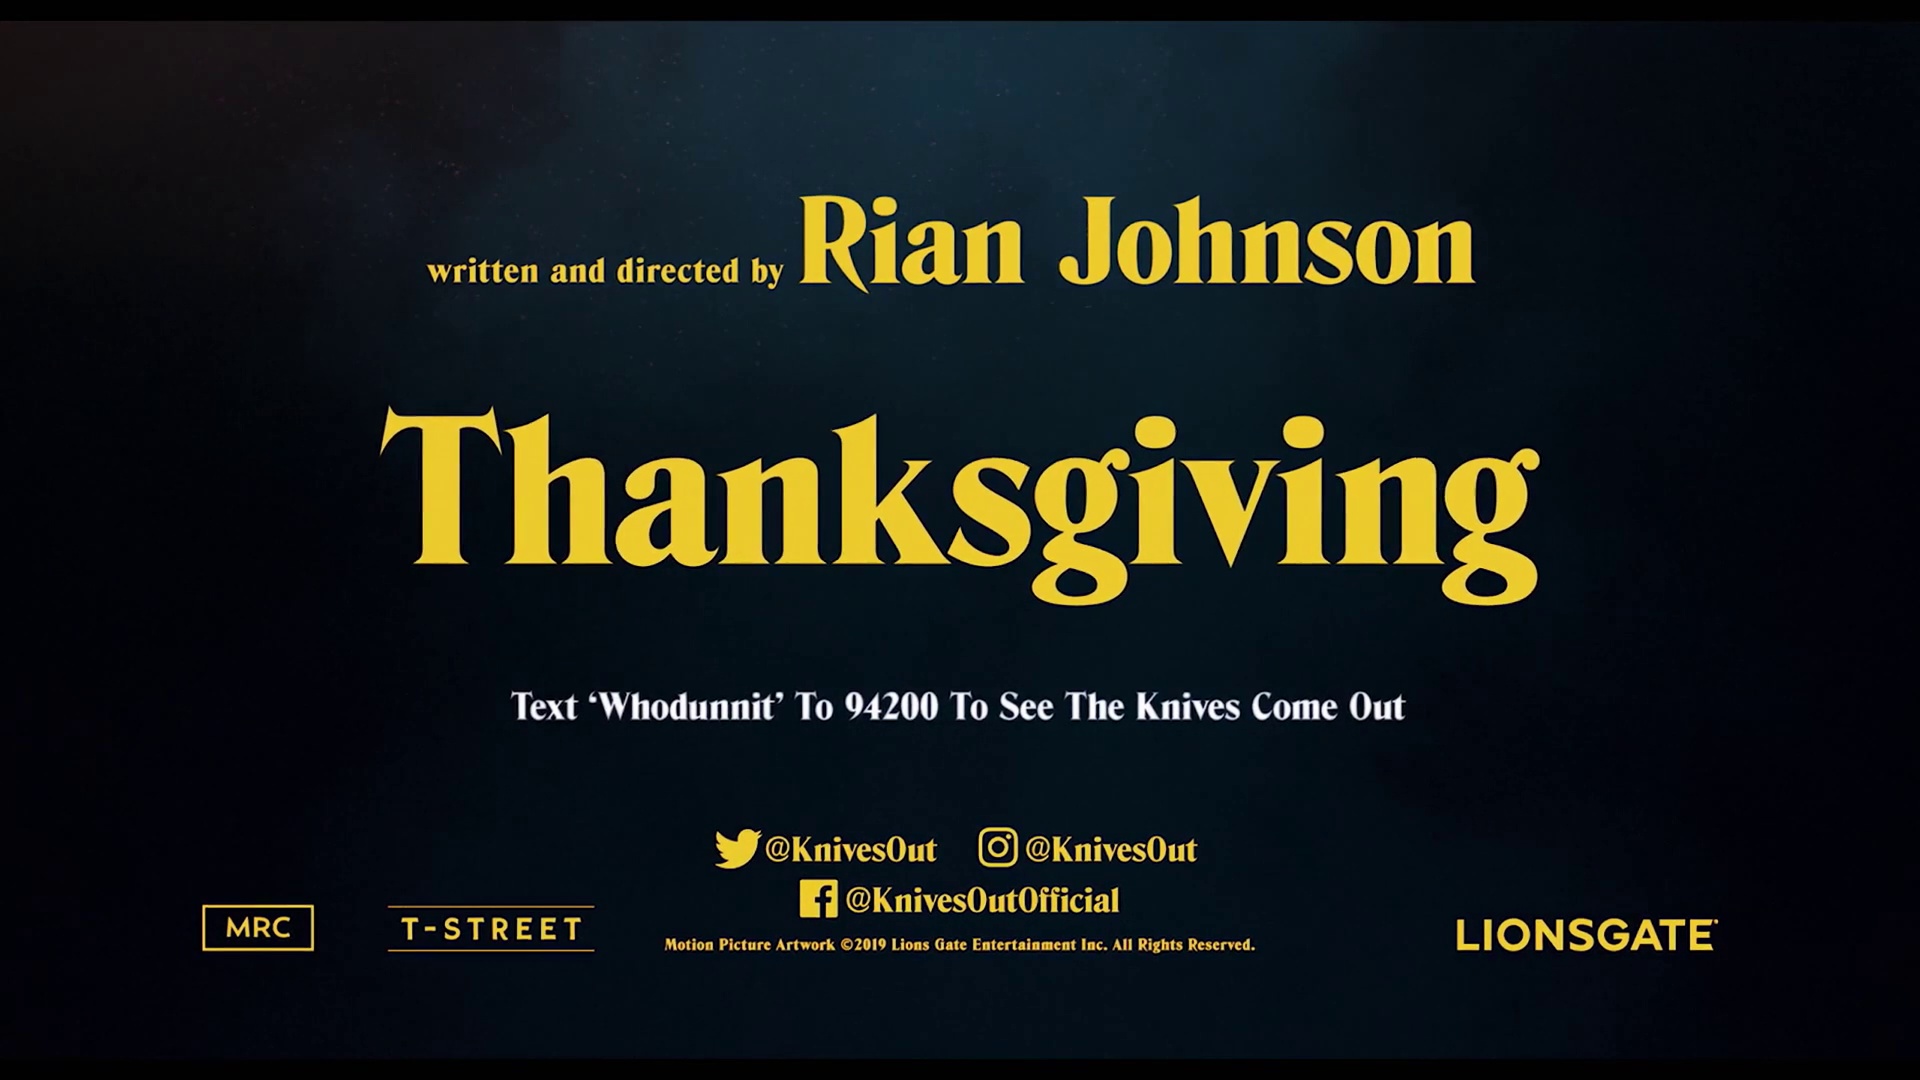 written and directed by Rian Johnson
Thanksgiving
Text ‘Whodunnit’ To 94200 To See The Knives Come Out
@KnivesOut @KnivesOut
@KnivesOutOfficial
MRC T-STREET LIONSGATE
Motion Picture Artwork ©2019 Lions Gate Entertainment Inc. All Rights Reserved.